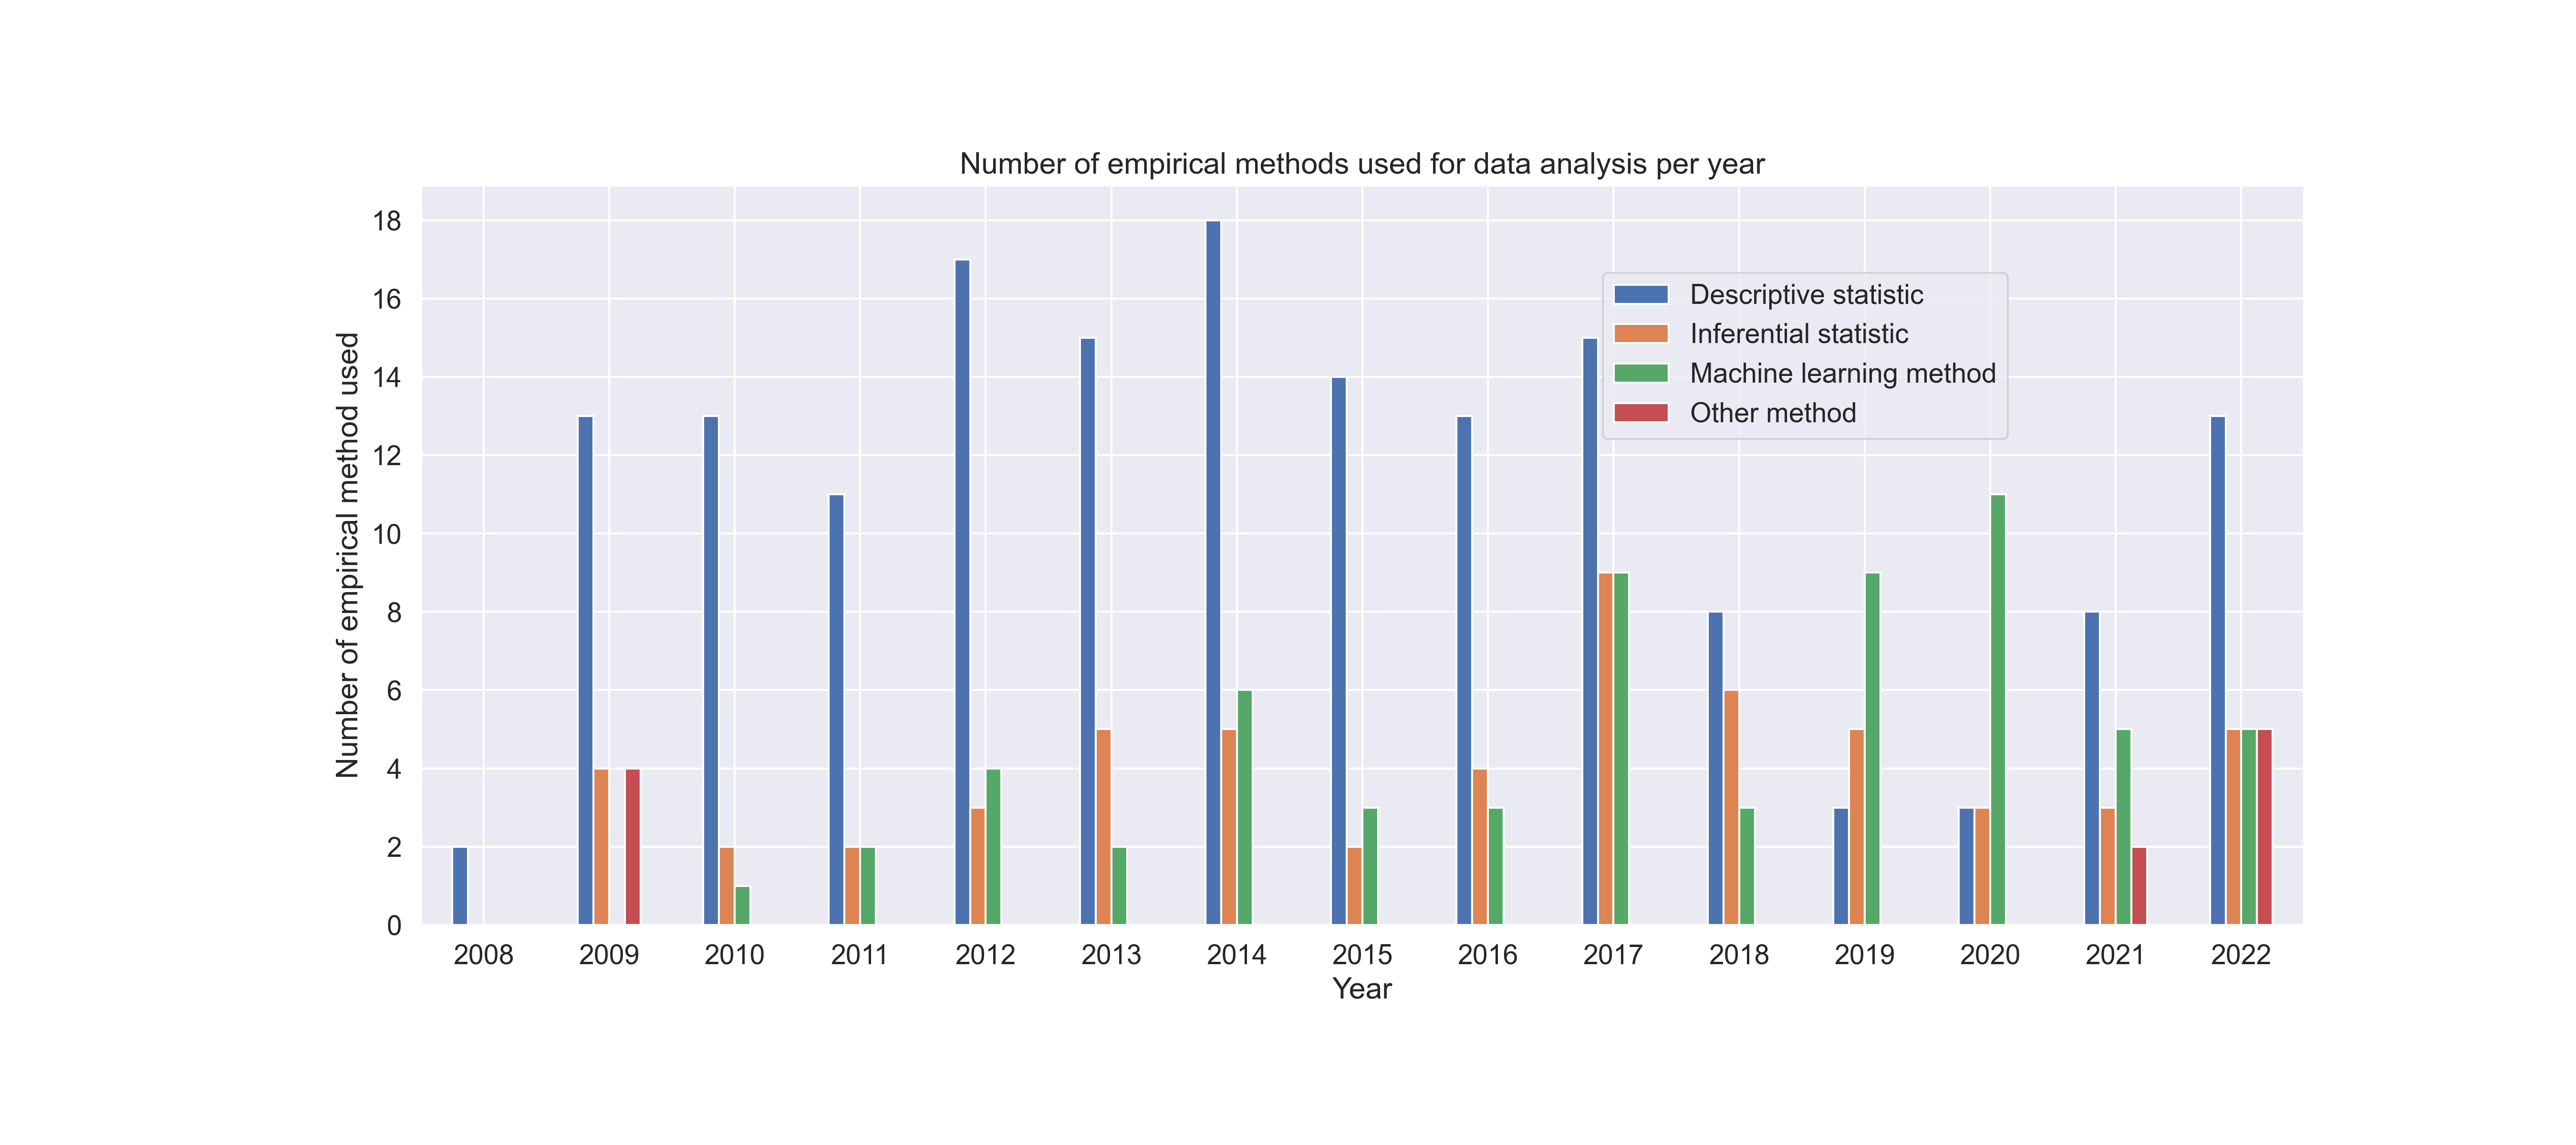 Number of empirical methods used for data analysis per year
Number of empirical method used
18
16
14
12
10
8
6
4
2
0
Descriptive statistic
Inferential statistic
Machine learning method
Other method
2008 2009 2010 2011 2012 2013 2014 2015 2016 2017 2018 2019 2020 2021 2022
Year